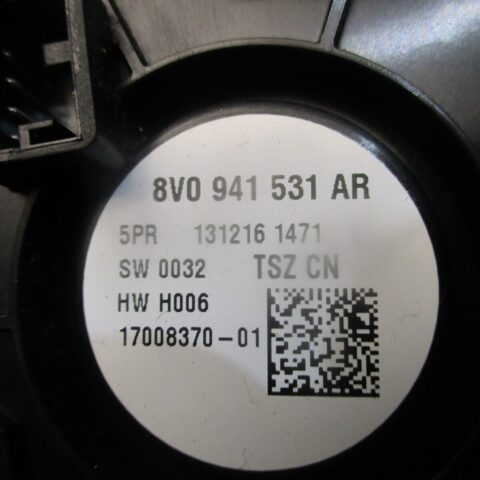 8V0 941 531 AR
5PR 131216 1471
SW 0032 TSZ CN
HW H006
17008370-01